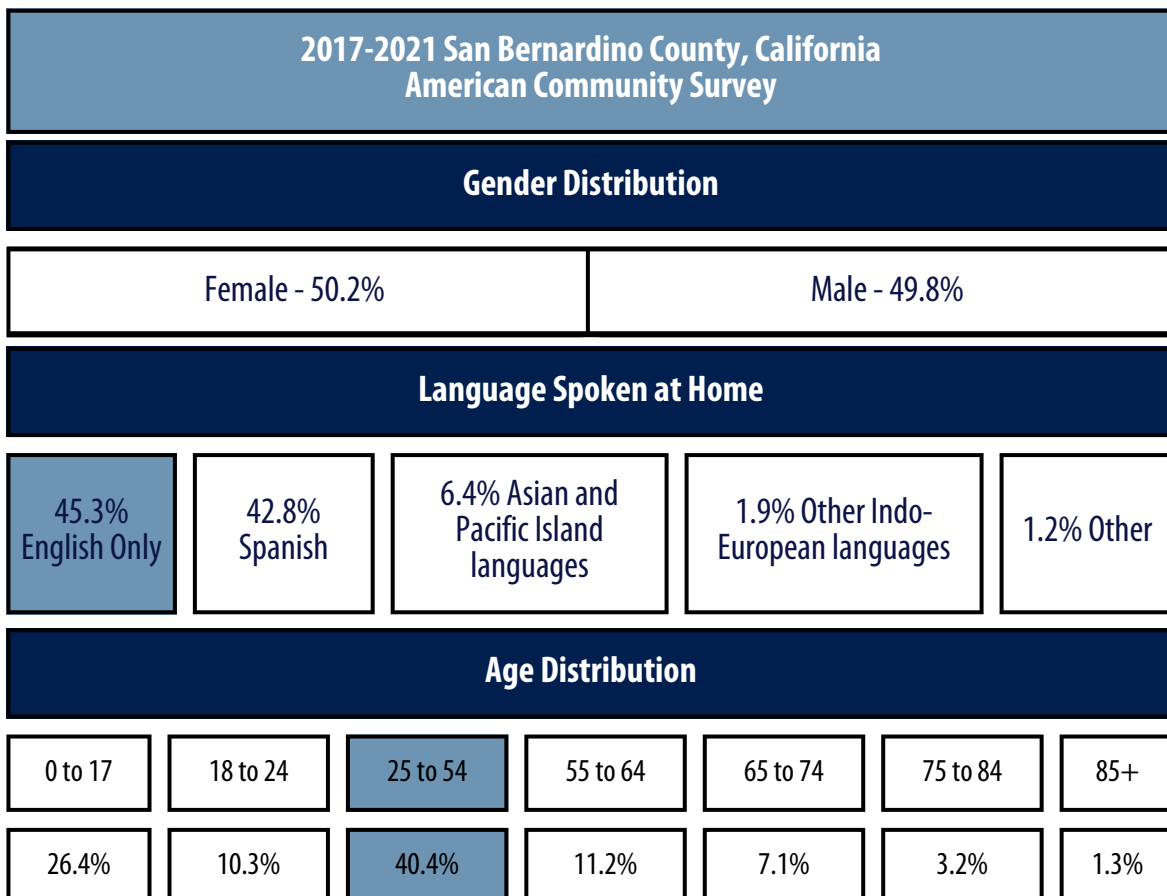 2017-2021 San Bernardino County, California
American Community Survey
Gender Distribution
Female - 50.2%
Male - 49.8%
Language Spoken at Home
45.3%
English Only
42.8%
Spanish
6.4% Asian and
Pacific Island
languages
1.9% Other Indo-
European languages
1.2% Other
Age Distribution
0 to 17
18 to 24
25 to 54
55 to 64
65 to 74
75 to 84
85+
26.4%
10.3%
40.4%
11.2%
7.1%
3.2%
1.3%